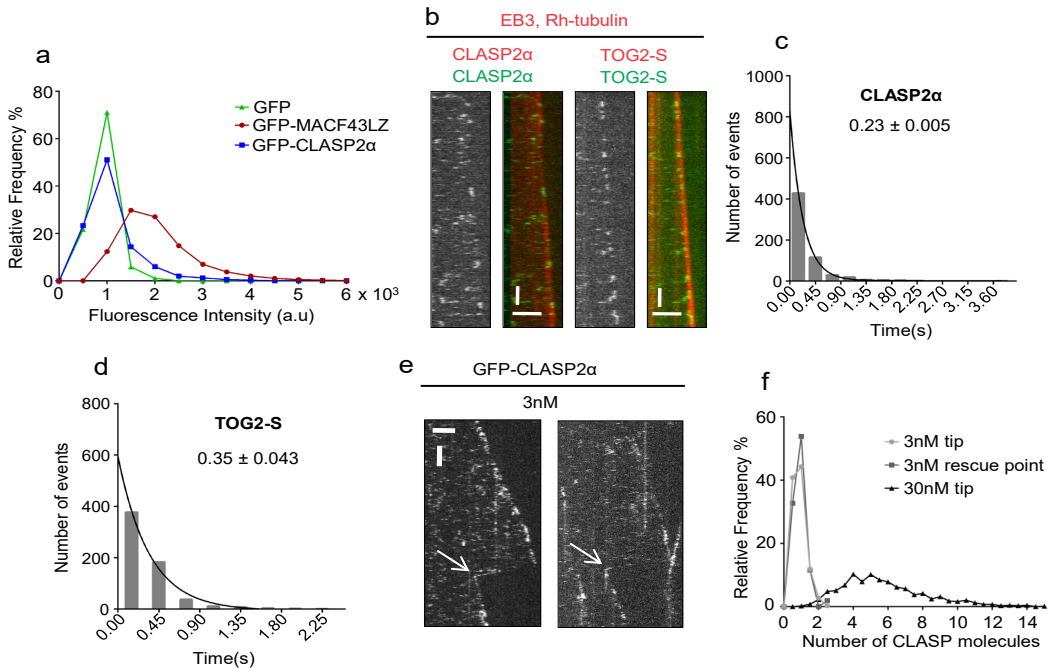 a
Relative Frequency %
80
60
40
20
0
GFP
GFP-MACF43LZ
GFP-CLASP2α
0 1 2 3 4 5 6 x 10³
Fluorescence Intensity (a.u)
b
EB3, Rh-tubulin
CLASP2α TOG2-S
CLASP2α TOG2-S
c
Number of events
1000
800
600
400
200
0
CLASP2α
0.23 ± 0.005
0.00 0.45 0.90 1.35 1.80 2.25 2.70 3.15 3.60
Time(s)
d
Number of events
800
600
400
200
0
TOG2-S
0.35 ± 0.043
0.00 0.45 0.90 1.35 1.80 2.25
Time(s)
e
GFP-CLASP2α
3nM
f
Relative Frequency %
60
40
20
0
3nM tip
3nM rescue point
30nM tip
0 2 4 6 8 10 12 14
Number of CLASP molecules